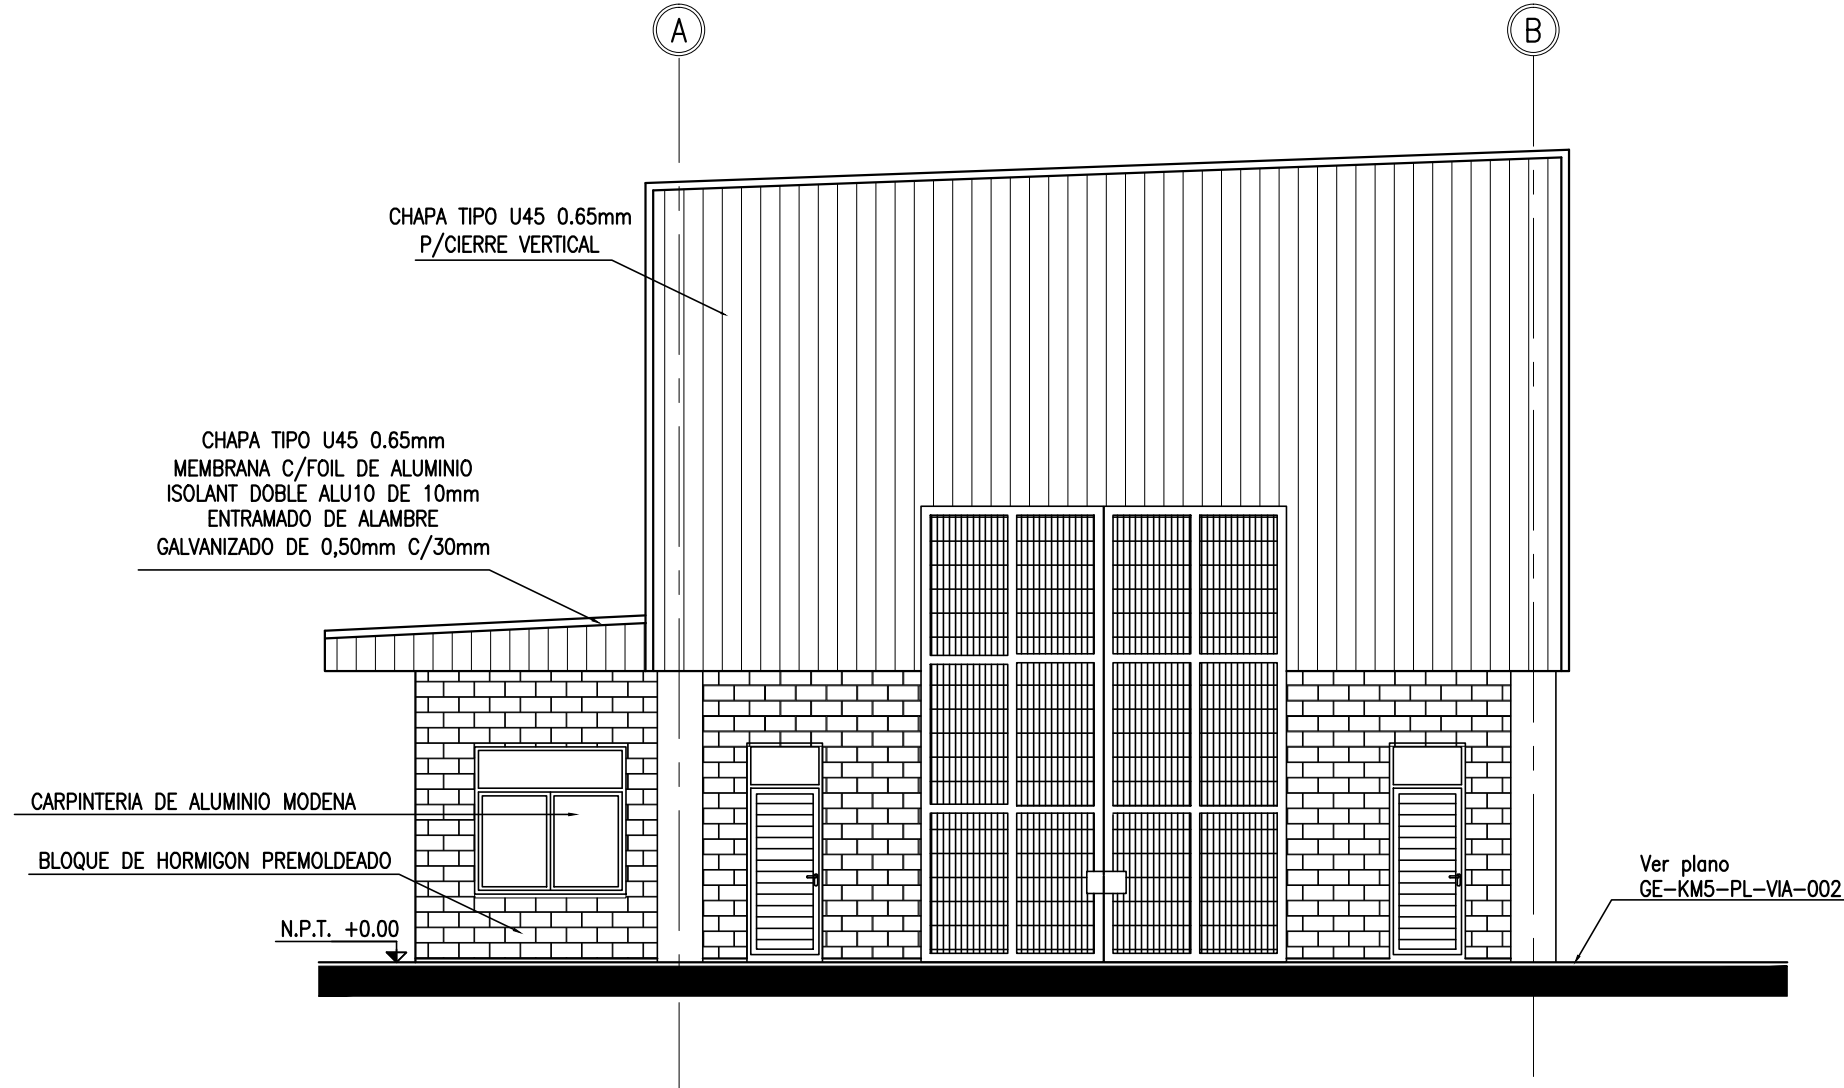 A
B
CHAPA TIPO U45 0.65mm
P/CIERRE VERTICAL
CHAPA TIPO U45 0.65mm
MEMBRANA C/FOIL DE ALUMINIO
ISOLANT DOBLE ALU10 DE 10mm
ENTRAMADO DE ALAMBRE
GALVANIZADO DE 0,50mm C/30mm
CARPINTERIA DE ALUMINIO MODENA
BLOQUE DE HORMIGON PREMOLDEADO
N.P.T. +0.00
Ver plano
GE-KM5-PL-VIA-002